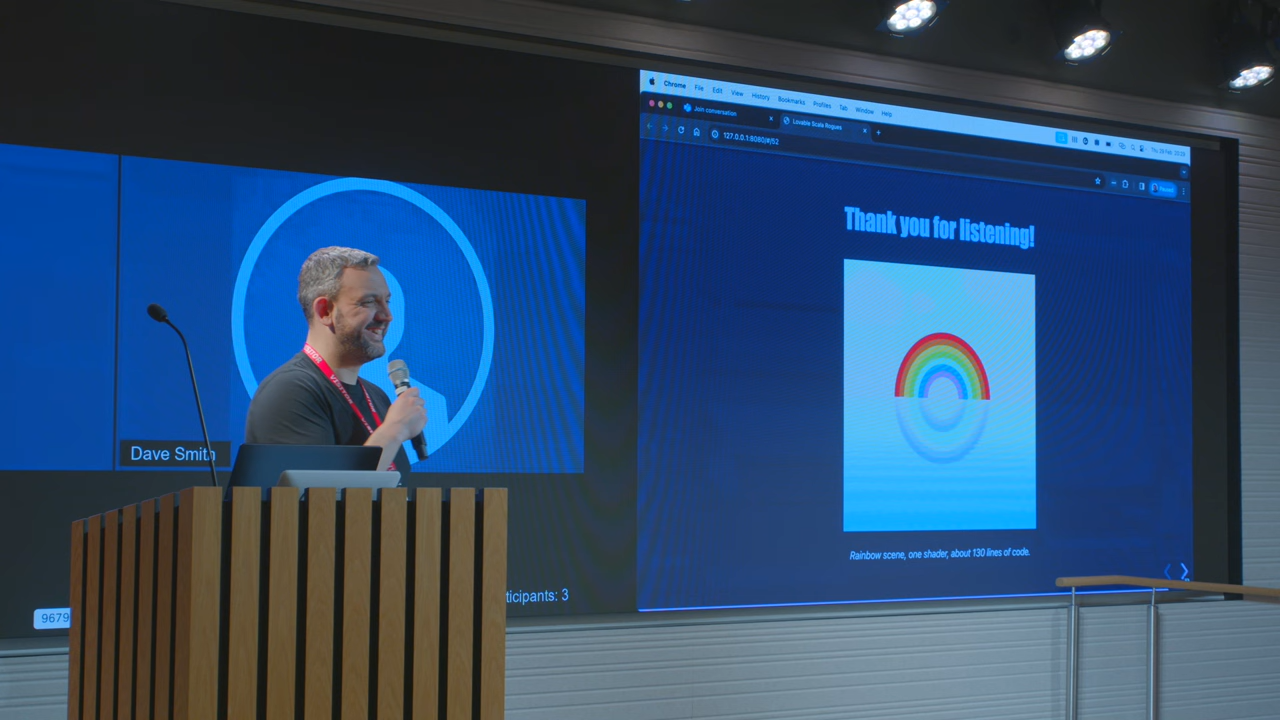 Chrome File Edit View History Bookmarks Profiles Tab Window Help
Join conversation
Lovable Scala Rogues
127.0.0.1:8080/#/52
Thank you for listening!
Rainbow scene, one shader, about 130 lines of code.
Dave Smith
VISITOR
9679
ticipants: 3